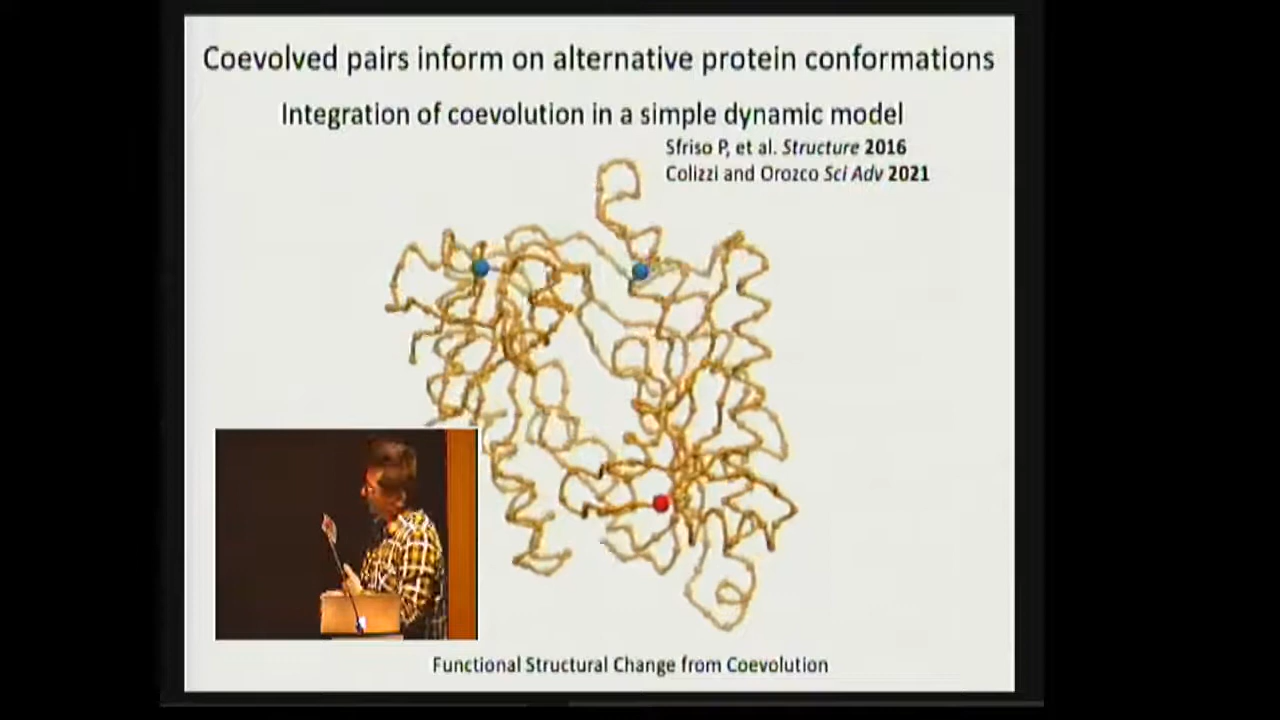 Coevolved pairs inform on alternative protein conformations
Integration of coevolution in a simple dynamic model
Sfriso P, et al. Structure 2016
Colizzi and Orozco Sci Adv 2021
Functional Structural Change from Coevolution